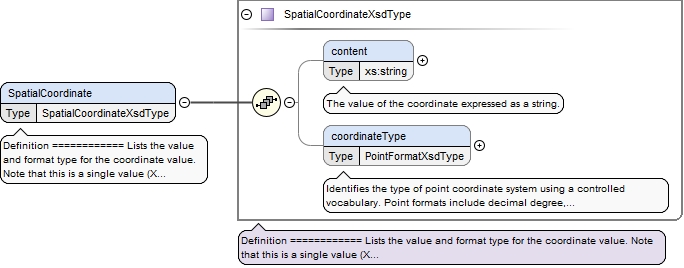 SpatialCoordinateXsdType
content
Type xs:string
The value of the coordinate expressed as a string.
SpatialCoordinate
Type SpatialCoordinateXsdType
Definition ============ Lists the value
and format type for the coordinate value.
Note that this is a single value (X...
coordinateType
Type PointFormatXsdType
Identifies the type of point coordinate system using a controlled
vocabulary. Point formats include decimal degree,...
Definition ============ Lists the value and format type for the coordinate value. Note
that this is a single value (X...